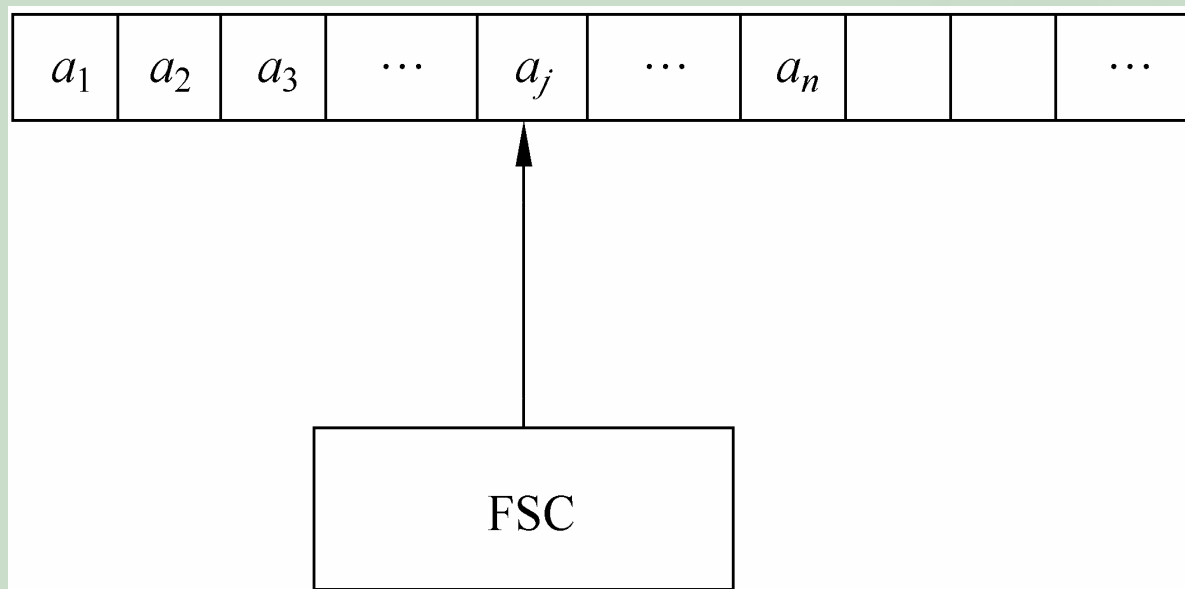 a₁ a₂ a₃ ⋯ aⱼ ⋯ aₙ ⋯
FSC